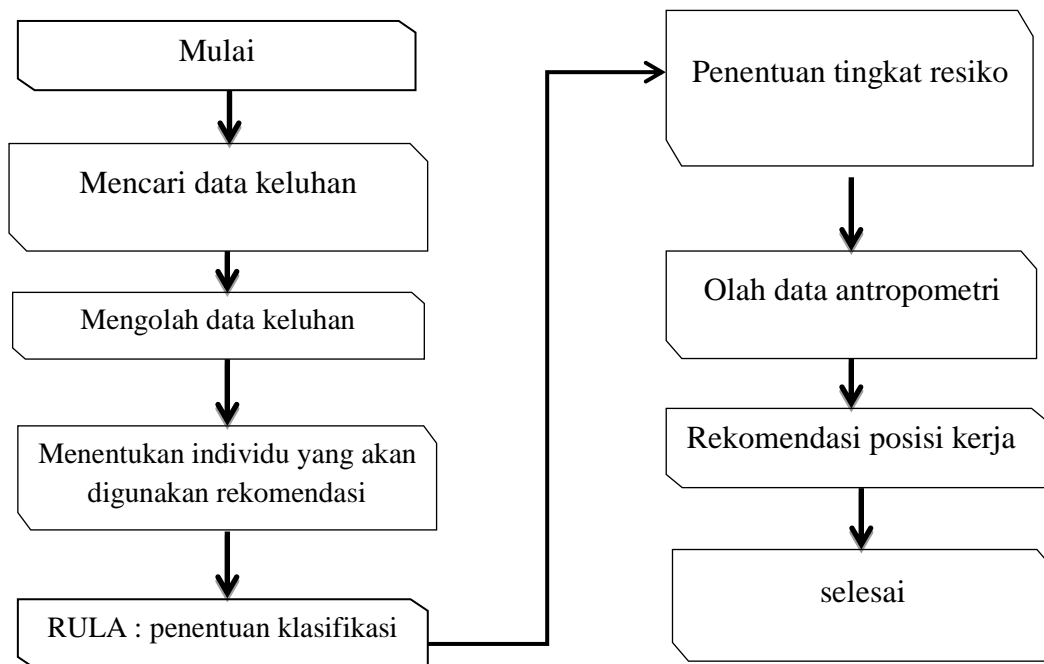 Mulai
Mencari data keluhan
Mengolah data keluhan
Menentukan individu yang akan
digunakan rekomendasi
RULA : penentuan klasifikasi
Penentuan tingkat resiko
Olah data antropometri
Rekomendasi posisi kerja
selesai